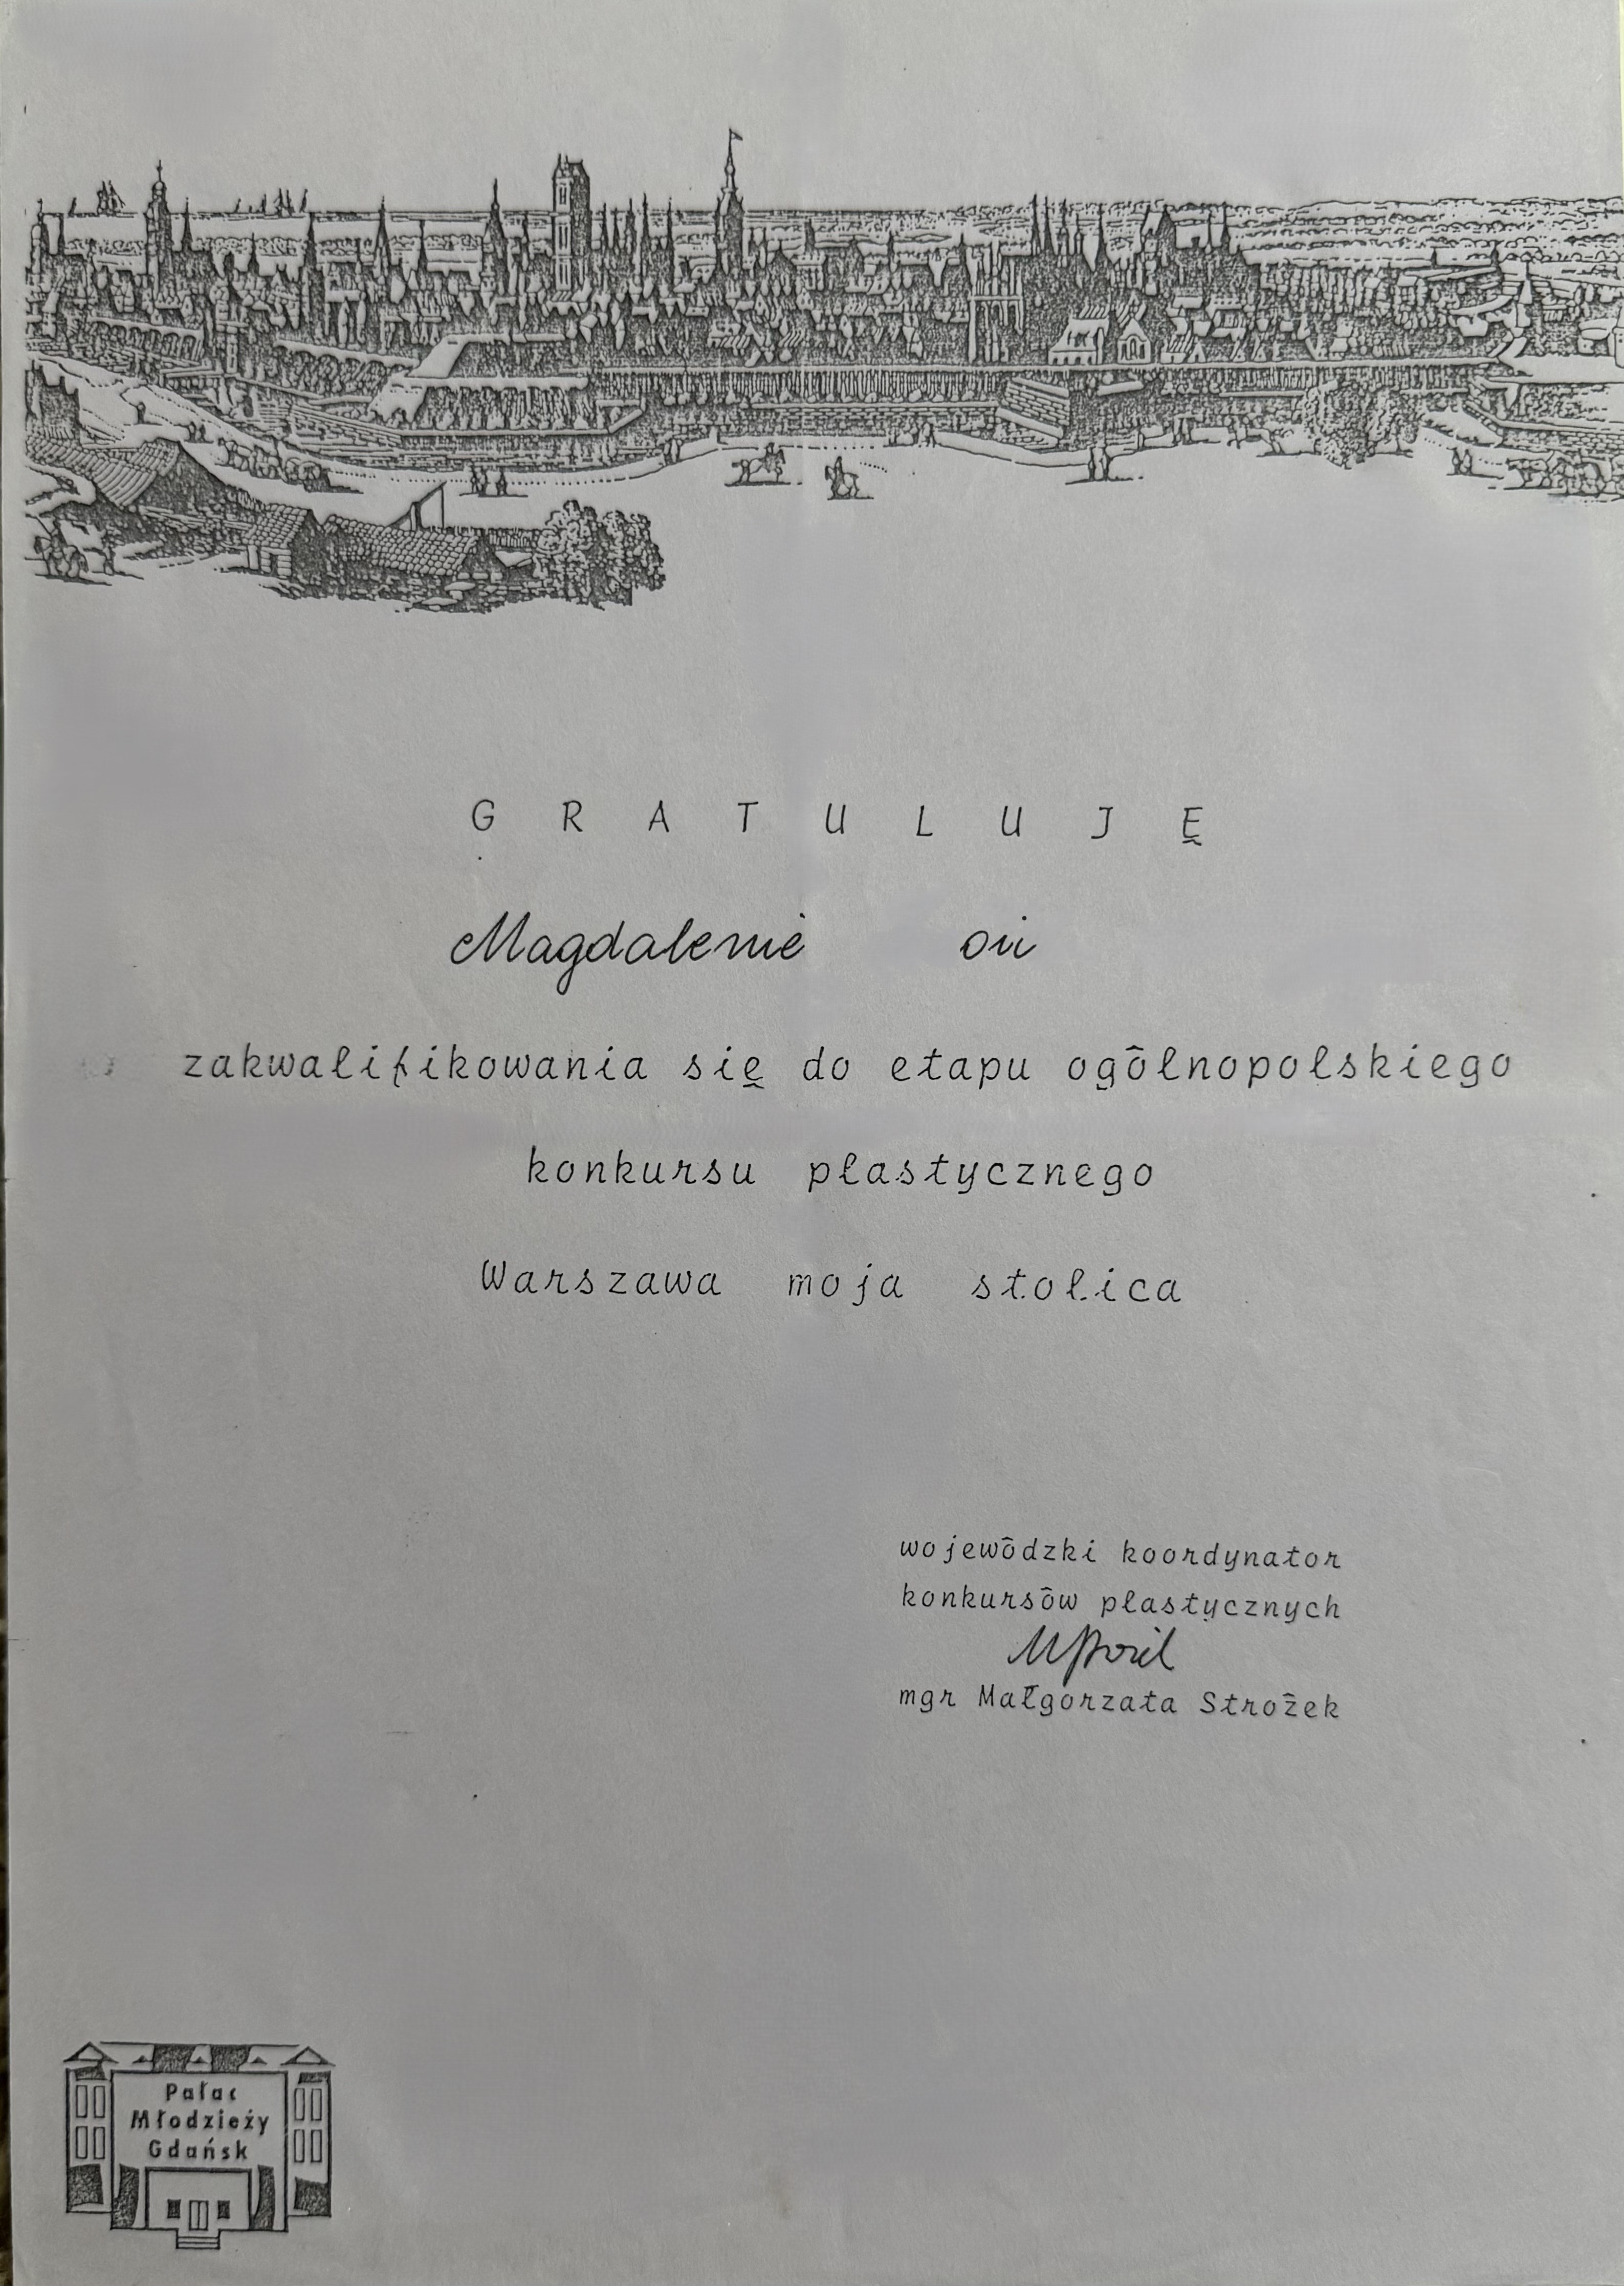 GRATULUJĘ
Magdalenie
zakwalifikowania się do etapu ogólnopolskiego
konkursu plastycznego
Warszawa moja stolica
wojewódzki koordynator
konkursów plastycznych
mgr Małgorzata Strożek
Pałac
Młodzieży
Gdańsk